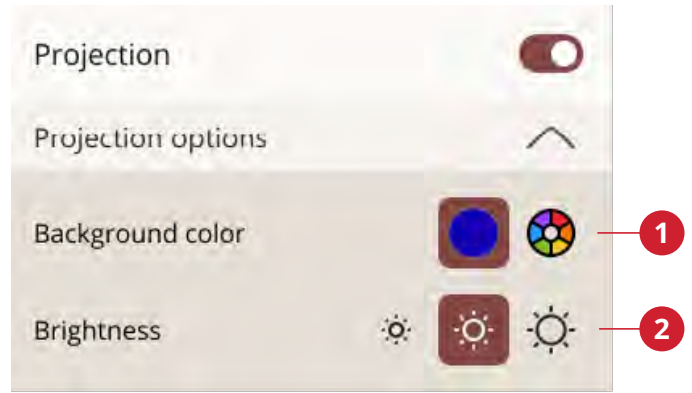 Projection
Projection options
Background color
1
Brightness
2